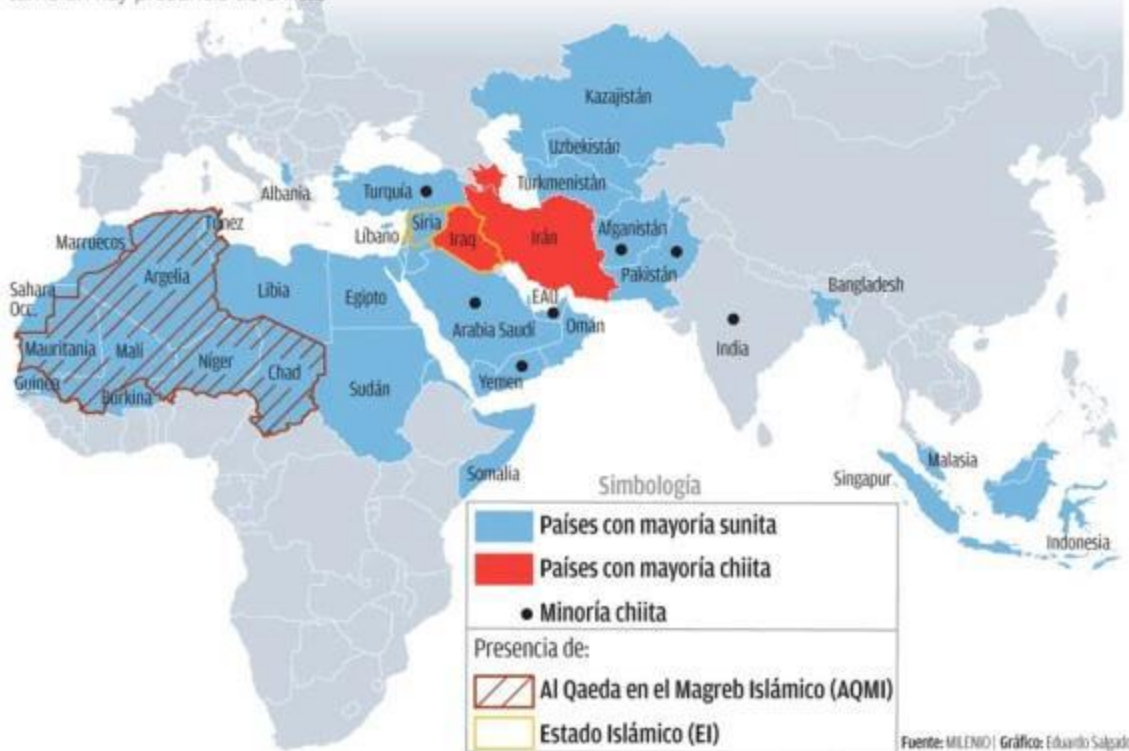 Kazajistán
Uzbekistán
Turkmenistán
Albania
Turquía
Siria
Líbano
Iraq
Irán
Afganistán
Pakistán
Túnez
Marruecos
Argelia
Libia
Egipto
Sahara
Occ.
EAU
Omán
Arabia Saudí
Bangladesh
India
Mauritania
Malí
Níger
Chad
Guinea
Burkina
Sudán
Yemen
Somalia
Malasia
Singapur
Indonesia
Simbología
Países con mayoría sunita
Países con mayoría chiita
Minoría chiita
Presencia de:
Al Qaeda en el Magreb Islámico (AQMI)
Estado Islámico (EI)
Fuente: MILENIO | Gráfico: Eduardo Salgado